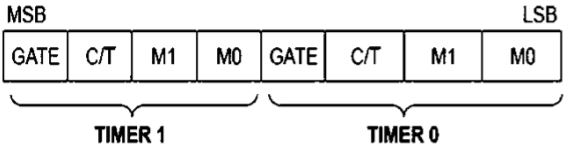 MSB LSB
GATE C/T M1 M0 GATE C/T M1 M0
TIMER 1 TIMER 0